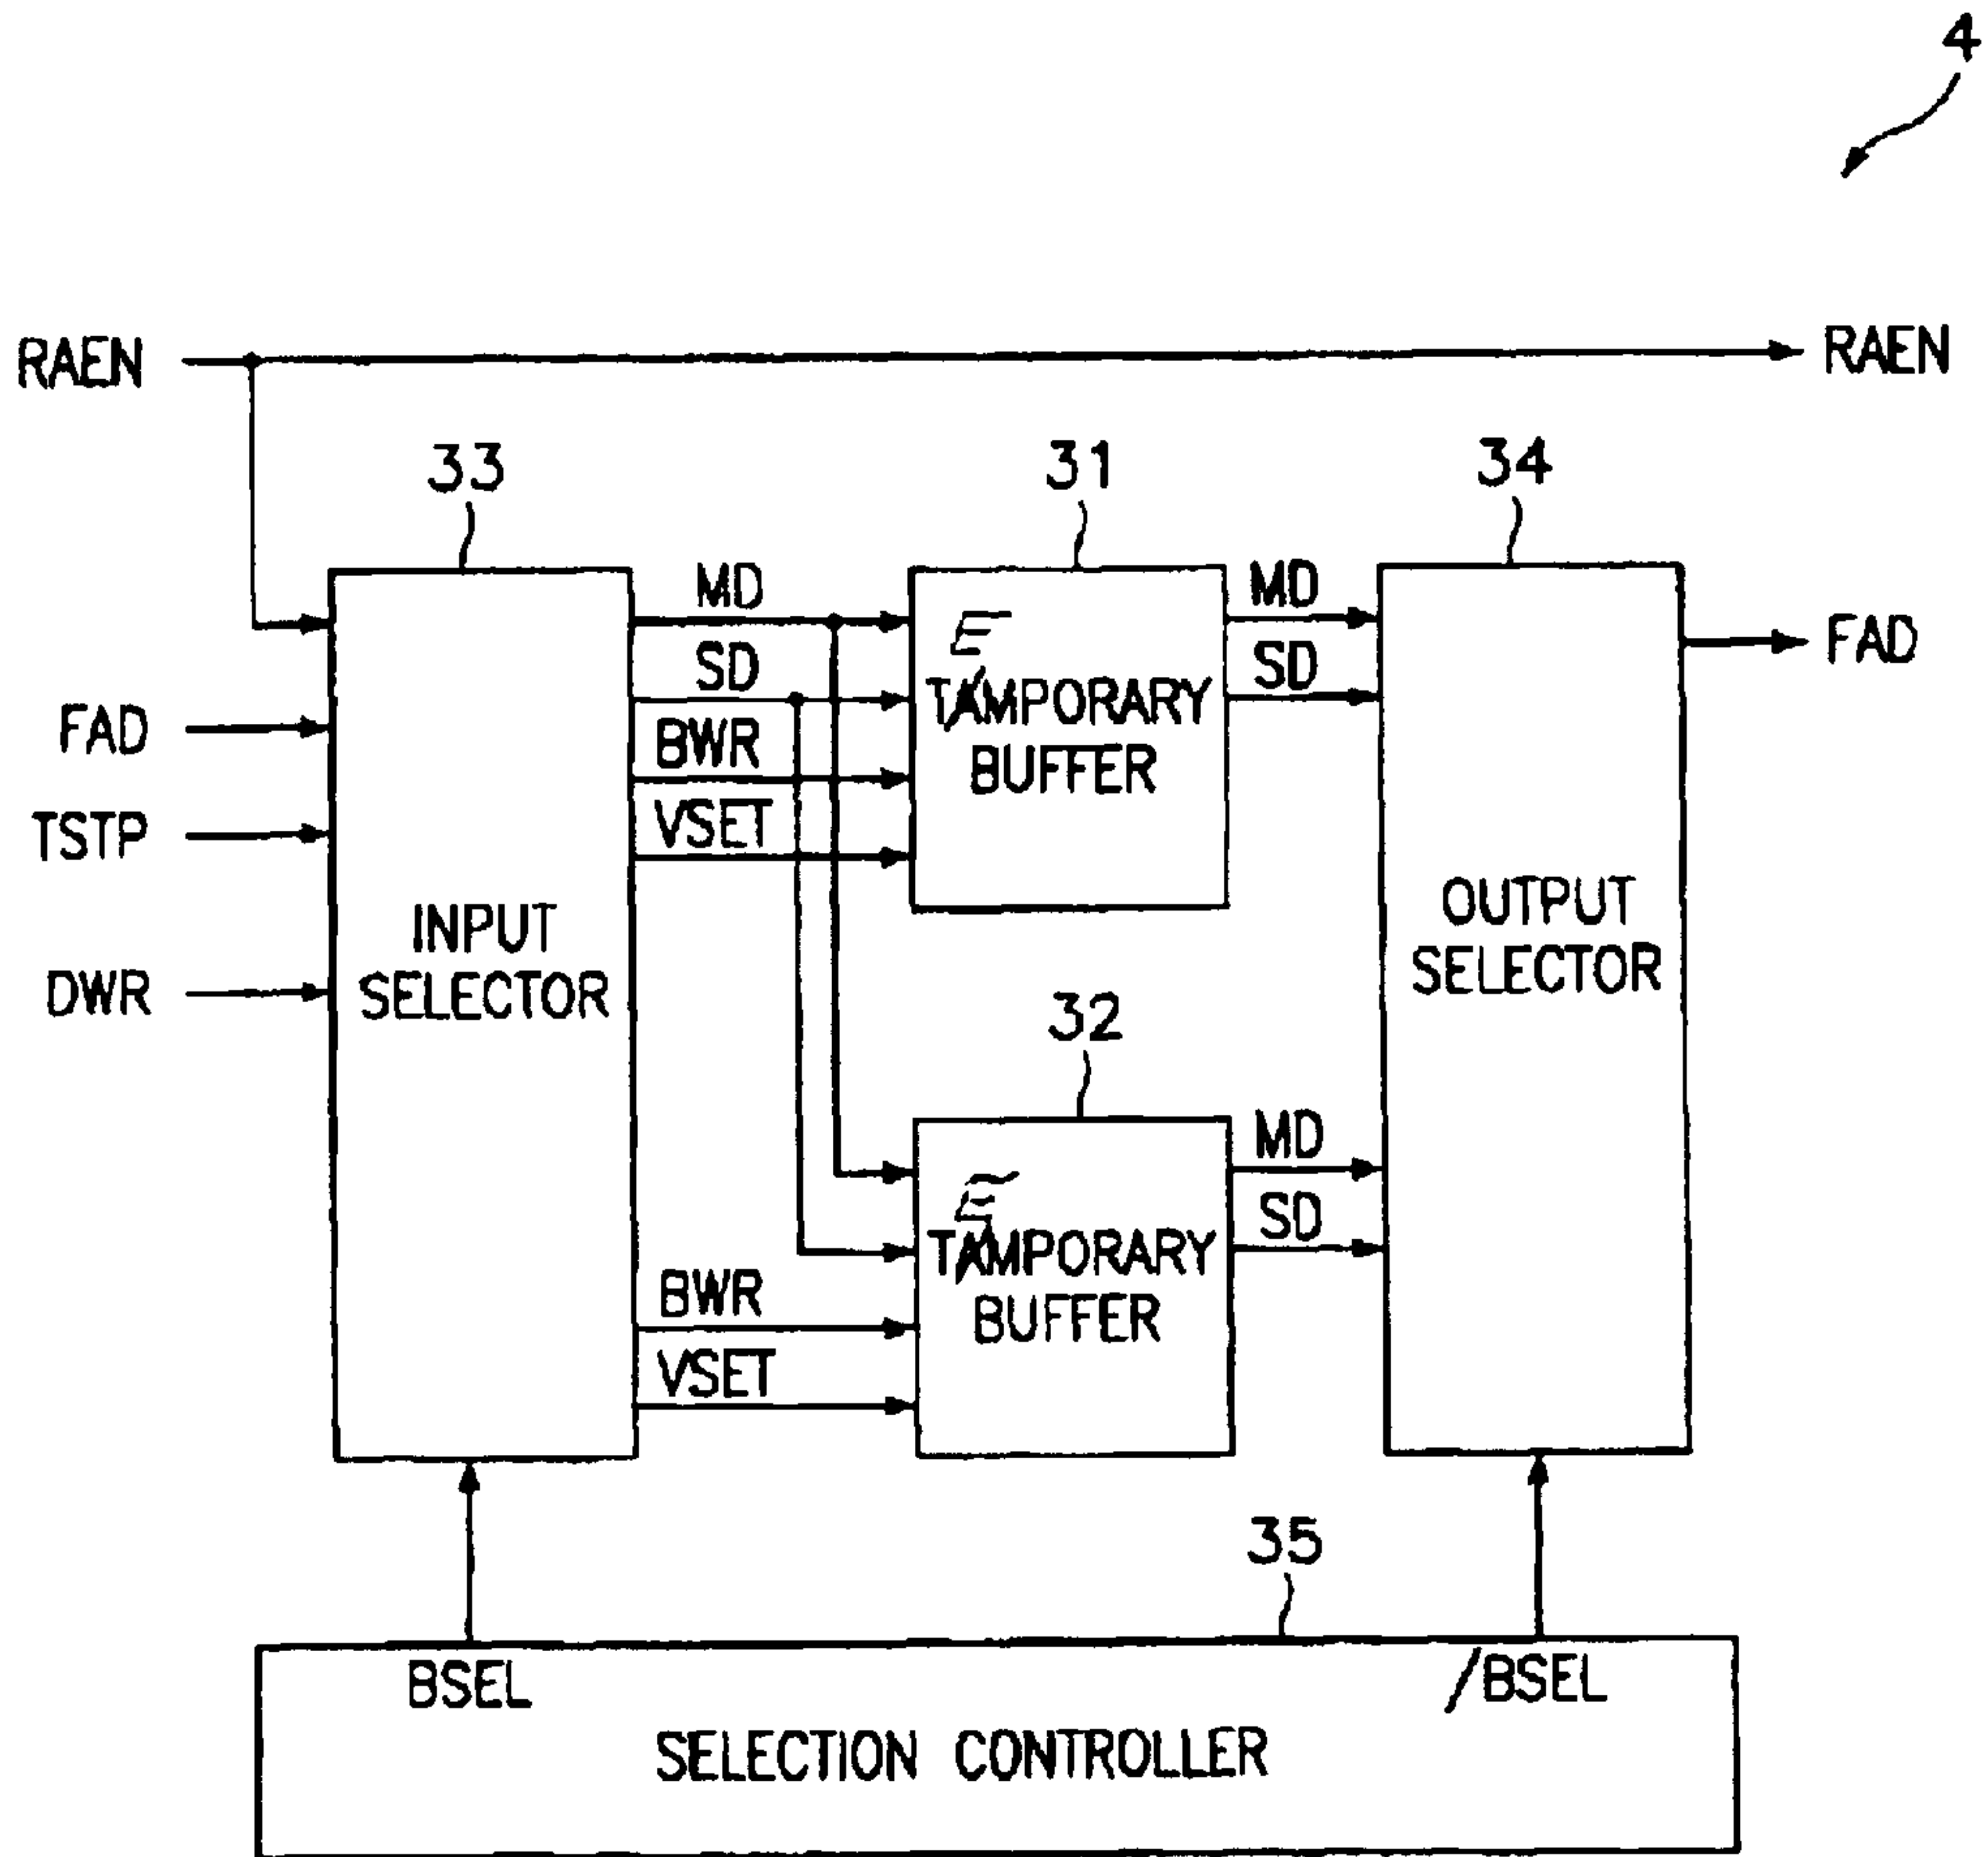 4
RAEN
RAEN
33
31
34
MD
MD
SD
SD
BWR
VSET
FAD
FAD
TSTP
DWR
INPUT
SELECTOR
E
TAMPORARY
BUFFER
OUTPUT
SELECTOR
32
MD
SD
E
TAMPORARY
BUFFER
BWR
VSET
35
BSEL
/BSEL
SELECTION CONTROLLER